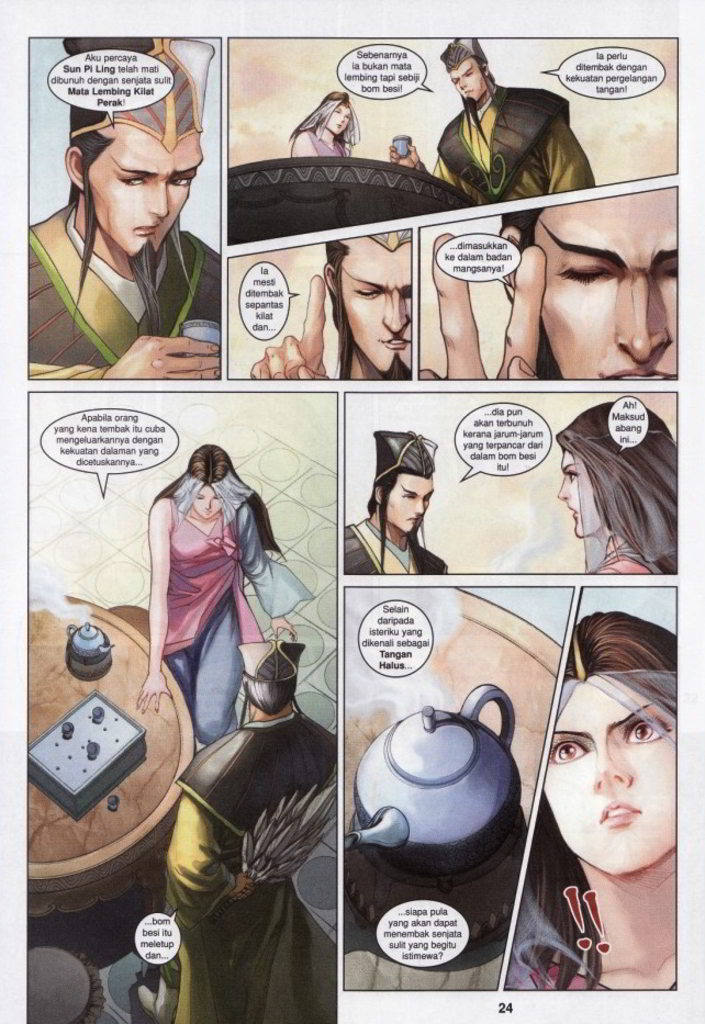 Aku percaya
Sun Pi Ling telah mati
dibunuh dengan senjata sulit
Mata Lembing Kilat
Perak!
Sebenarnya
ia bukan mata
lembing tapi sebiji
bom besi!
Ia perlu
ditembak dengan
kekuatan pergelangan
tangan!
Ia
mesti
ditembak
sepantas
kilat
dan...
...dimasukkan
ke dalam badan
mangsanya!
Apabila orang
yang kena tembak itu cuba
mengeluarkannya dengan
kekuatan dalaman yang
dicetuskannya...
...bom
besi itu
meletup
dan...
...dia pun
akan terbunuh
kerana jarum-jarum
yang terpancar dari
dalam bom besi
itu!
Ah!
Maksud
abang
ini...
Selain
daripada
isteriku yang
dikenali sebagai
Tangan
Halus...
...siapa pula
yang akan dapat
menembak senjata
sulit yang begitu
istimewa?
!!
24